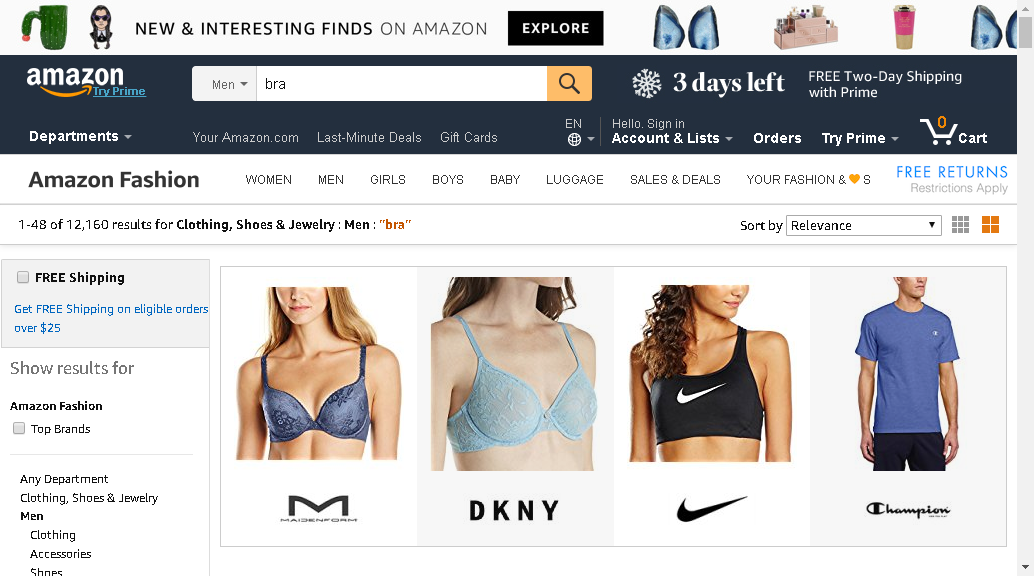 NEW & INTERESTING FINDS ON AMAZON EXPLORE
amazon
Try Prime
Men
bra
3 days left
FREE Two-Day Shipping
with Prime
Departments
Your Amazon.com Last-Minute Deals Gift Cards
EN
Hello. Sign in
Account & Lists
Orders
Try Prime
0
Cart
Amazon Fashion
WOMEN MEN GIRLS BOYS BABY LUGGAGE SALES & DEALS YOUR FASHION & S
FREE RETURNS
Restrictions Apply
1-48 of 12,160 results for Clothing, Shoes & Jewelry : Men : "bra"
Sort by Relevance
FREE Shipping
Get FREE Shipping on eligible orders
over $25
Show results for
Amazon Fashion
Top Brands
Any Department
Clothing, Shoes & Jewelry
Men
Clothing
Accessories
Shoes
MAIDENFORM
DKNY
Champion